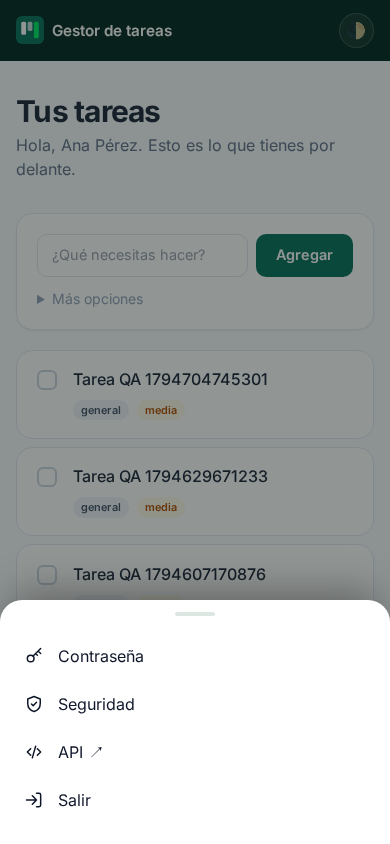 Gestor de tareas
Tus tareas
Hola, Ana Pérez. Esto es lo que tienes por
delante.
¿Qué necesitas hacer?
Agregar
Más opciones
Tarea QA 1794704745301
general media
Tarea QA 1794629671233
general media
Tarea QA 1794607170876
Contraseña
Seguridad
API ↗
Salir